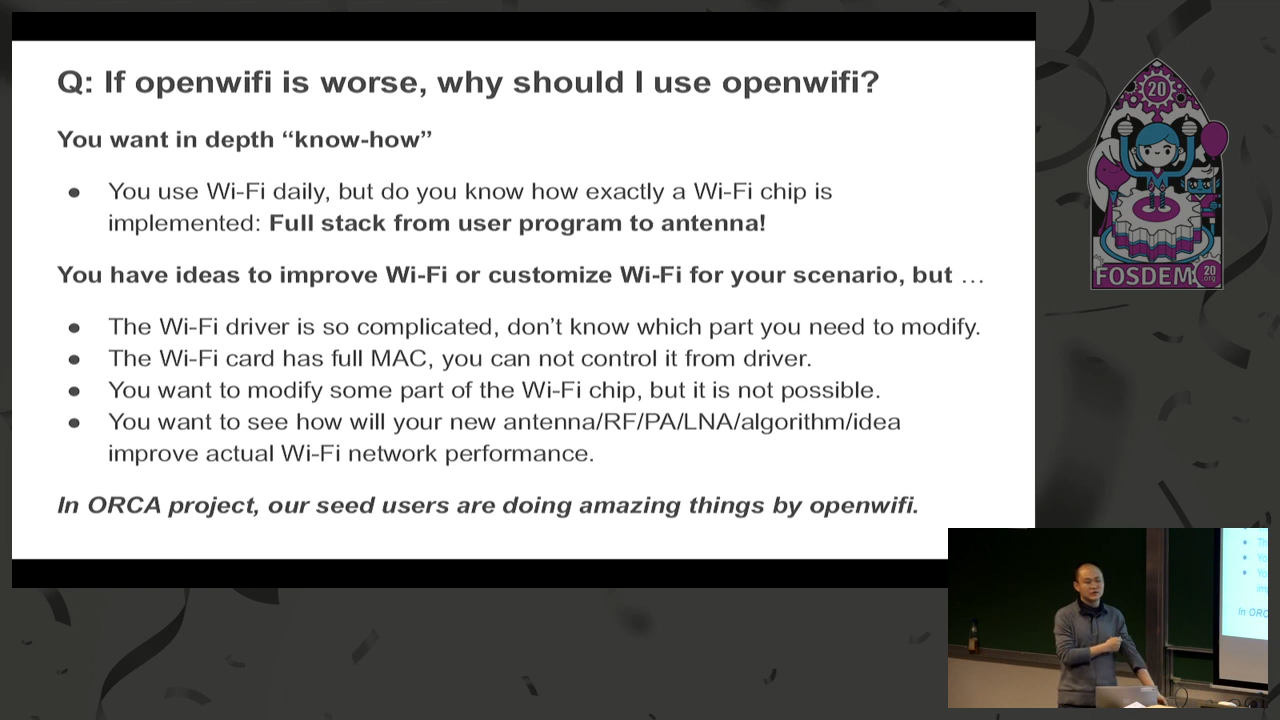 Q: If openwifi is worse, why should I use openwifi?
You want in depth “know-how”
● You use Wi-Fi daily, but do you know how exactly a Wi-Fi chip is
implemented: Full stack from user program to antenna!
You have ideas to improve Wi-Fi or customize Wi-Fi for your scenario, but …
● The Wi-Fi driver is so complicated, don’t know which part you need to modify.
● The Wi-Fi card has full MAC, you can not control it from driver.
● You want to modify some part of the Wi-Fi chip, but it is not possible.
● You want to see how will your new antenna/RF/PA/LNA/algorithm/idea
improve actual Wi-Fi network performance.
In ORCA project, our seed users are doing amazing things by openwifi.
20
FOSDEM
20
.org
In ORC